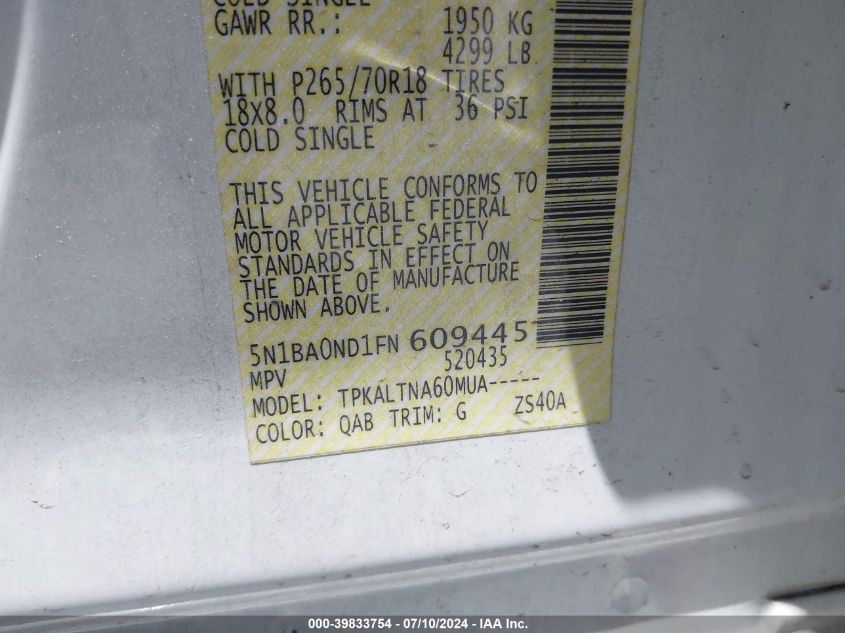 COLD SINGLE
GAWR RR.: 1950 KG
4299 LB
WITH P265/70R18 TIRES
18X8.0 RIMS AT 36 PSI
COLD SINGLE
THIS VEHICLE CONFORMS TO
ALL APPLICABLE FEDERAL
MOTOR VEHICLE SAFETY
STANDARDS IN EFFECT ON
THE DATE OF MANUFACTURE
SHOWN ABOVE.
5N1BA0ND1FN 609445
520435
MPV
MODEL: TPKALTNA60MUA-----
COLOR: QAB TRIM: G ZS40A
000-39833754 - 07/10/2024 - IAA Inc.